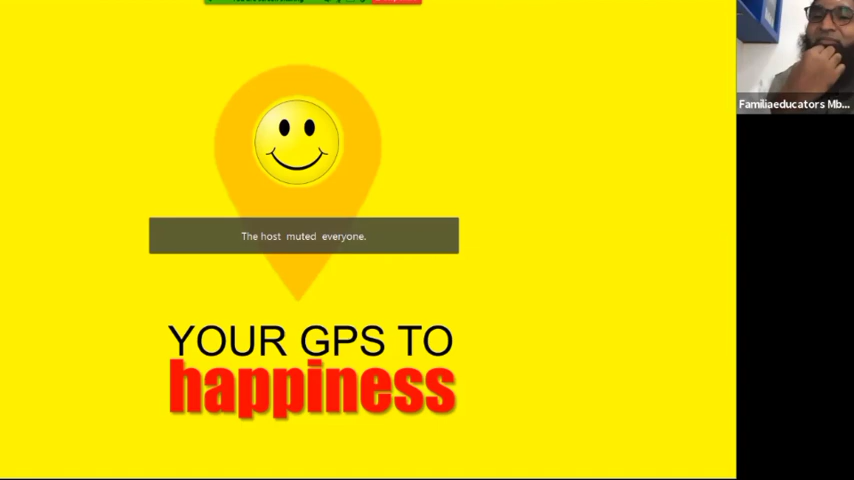 Familiaeducators Mb...
The host muted everyone.
YOUR GPS TO
happiness